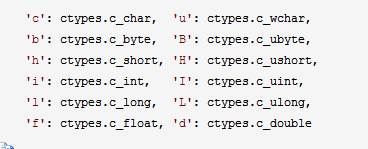 'c': ctypes.c_char,  'u': ctypes.c_wchar,
'b': ctypes.c_byte,  'B': ctypes.c_ubyte,
'h': ctypes.c_short, 'H': ctypes.c_ushort,
'i': ctypes.c_int,   'I': ctypes.c_uint,
'l': ctypes.c_long,  'L': ctypes.c_ulong,
'f': ctypes.c_float, 'd': ctypes.c_double